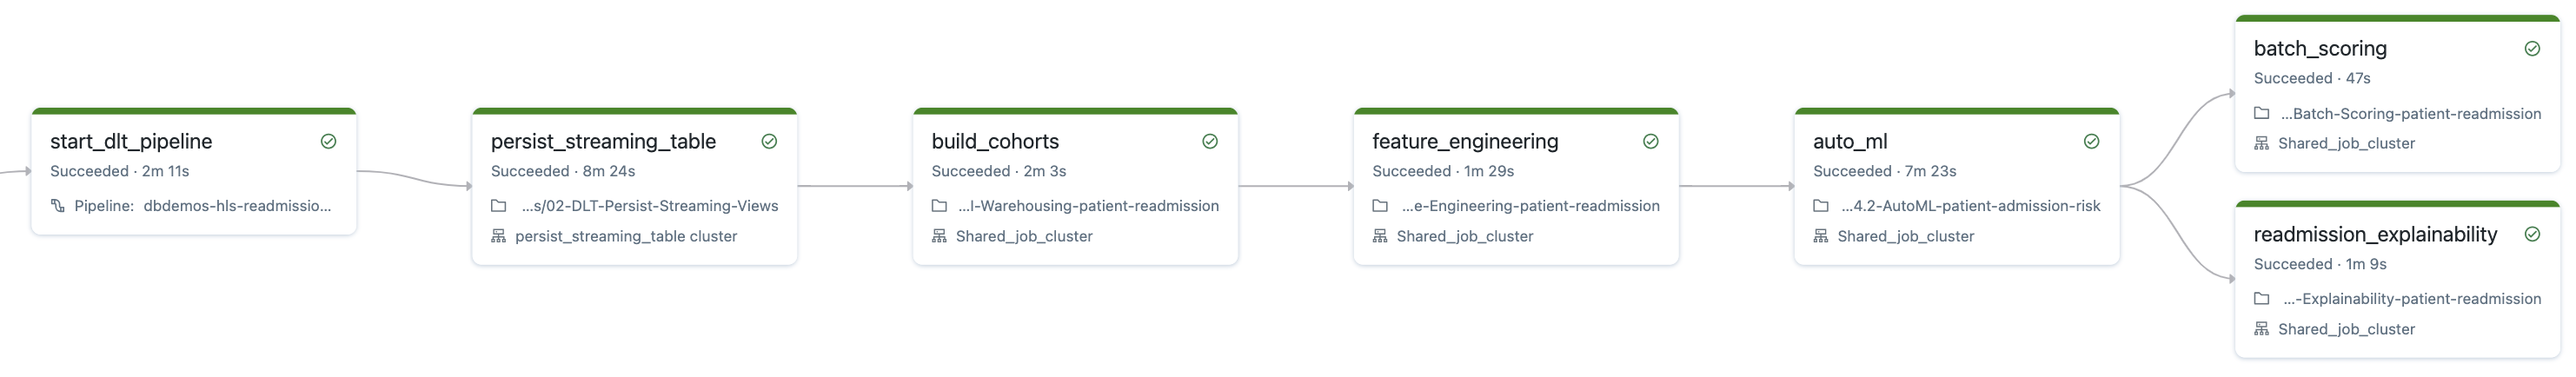 start_dlt_pipeline
Succeeded · 2m 11s
Pipeline: dbdemos-hls-readmissio...
persist_streaming_table
Succeeded · 8m 24s
...s/02-DLT-Persist-Streaming-Views
persist_streaming_table cluster
build_cohorts
Succeeded · 2m 3s
...l-Warehousing-patient-readmission
Shared_job_cluster
feature_engineering
Succeeded · 1m 29s
...e-Engineering-patient-readmission
Shared_job_cluster
auto_ml
Succeeded · 7m 23s
...4.2-AutoML-patient-admission-risk
Shared_job_cluster
batch_scoring
Succeeded · 47s
...Batch-Scoring-patient-readmission
Shared_job_cluster
readmission_explainability
Succeeded · 1m 9s
...-Explainability-patient-readmission
Shared_job_cluster